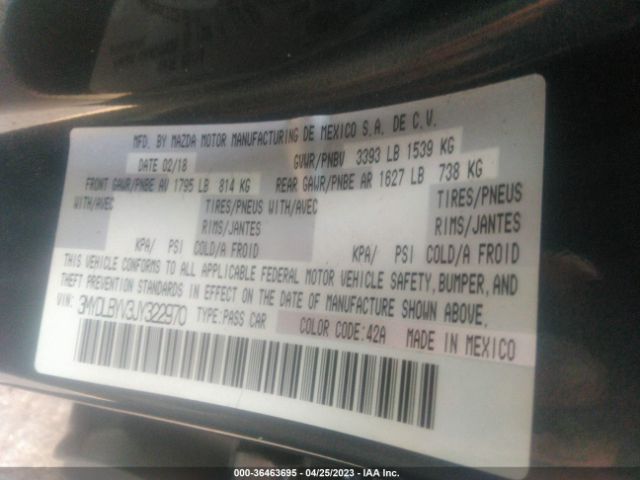 MFD. BY MAZDA MOTOR MANUFACTURING DE MEXICO S.A. DE C.V.
DATE 02/18 GVWR/PNBV 3393 LB 1539 KG
FRONT GAWR/PNBE AV 1795 LB 814 KG REAR GAWR/PNBE AR 1627 LB 738 KG
WITH/AVEC TIRES/PNEUS WITH/AVEC TIRES/PNEUS
RIMS/JANTES RIMS/JANTES
KPA/ PSI COLD/A FROID KPA/ PSI COLD/A FROID
THIS VEHICLE CONFORMS TO ALL APPLICABLE FEDERAL MOTOR VEHICLE SAFETY, BUMPER, AND
THEFT PREVENTION STANDARDS IN EFFECT ON THE DATE OF MANUFACTURE SHOWN ABOVE.
VIN: 3MYDLBYV3JY322970 TYPE:PASS CAR COLOR CODE:42A MADE IN MEXICO
000-36463695 - 04/25/2023 - IAA Inc.